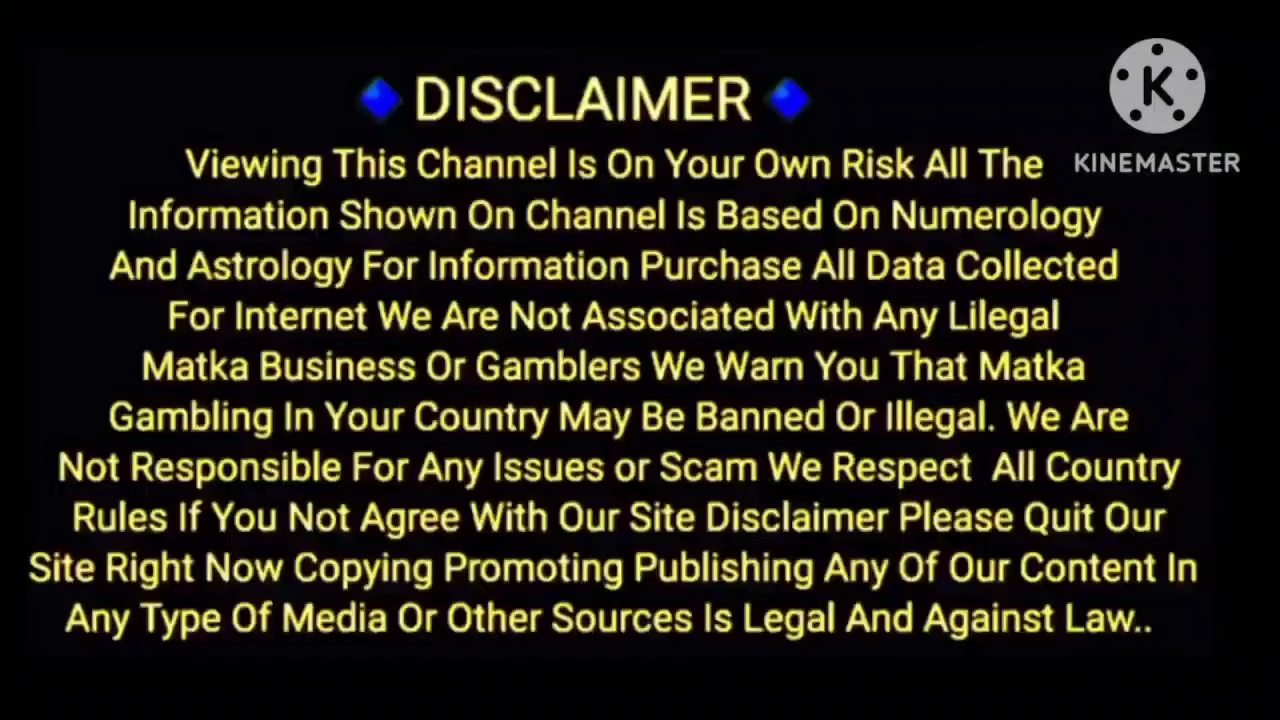 DISCLAIMER
KINEMASTER
Viewing This Channel Is On Your Own Risk All The
Information Shown On Channel Is Based On Numerology
And Astrology For Information Purchase All Data Collected
For Internet We Are Not Associated With Any Lilegal
Matka Business Or Gamblers We Warn You That Matka
Gambling In Your Country May Be Banned Or Illegal. We Are
Not Responsible For Any Issues or Scam We Respect  All Country
Rules If You Not Agree With Our Site Disclaimer Please Quit Our
Site Right Now Copying Promoting Publishing Any Of Our Content In
Any Type Of Media Or Other Sources Is Legal And Against Law..